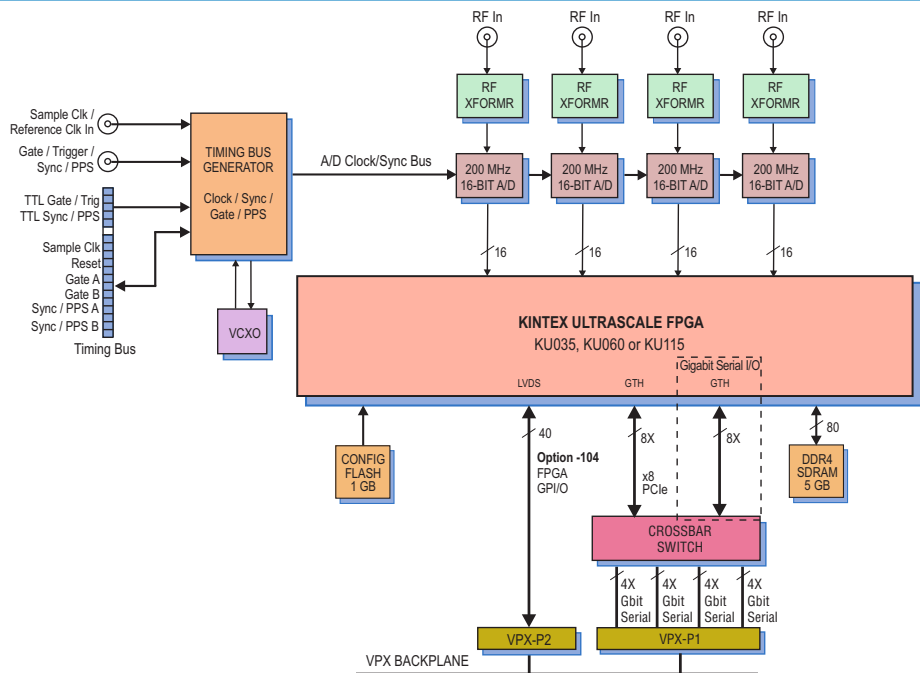 RF In
RF In
RF In
RF In
RF
XFORMR
RF
XFORMR
RF
XFORMR
RF
XFORMR
Sample Clk /
Reference Clk In
Gate / Trigger /
Sync / PPS
TTL Gate / Trig
TTL Sync / PPS
Sample Clk
Reset
Gate A
Gate B
Sync / PPS A
Sync / PPS B
Timing Bus
TIMING BUS
GENERATOR
Clock / Sync /
Gate / PPS
VCXO
A/D Clock/Sync Bus
200 MHz
16-BIT A/D
200 MHz
16-BIT A/D
200 MHz
16-BIT A/D
200 MHz
16-BIT A/D
16
16
16
16
KINTEX ULTRASCALE FPGA
KU035, KU060 or KU115
Gigabit Serial I/O
LVDS
GTH
GTH
40
8X
8X
80
CONFIG
FLASH
1 GB
Option -104
FPGA
GPI/O
x8
PCIe
DDR4
SDRAM
5 GB
CROSSBAR
SWITCH
4X
Gbit
Serial
4X
Gbit
Serial
4X
Gbit
Serial
4X
Gbit
Serial
VPX-P2
VPX-P1
VPX BACKPLANE